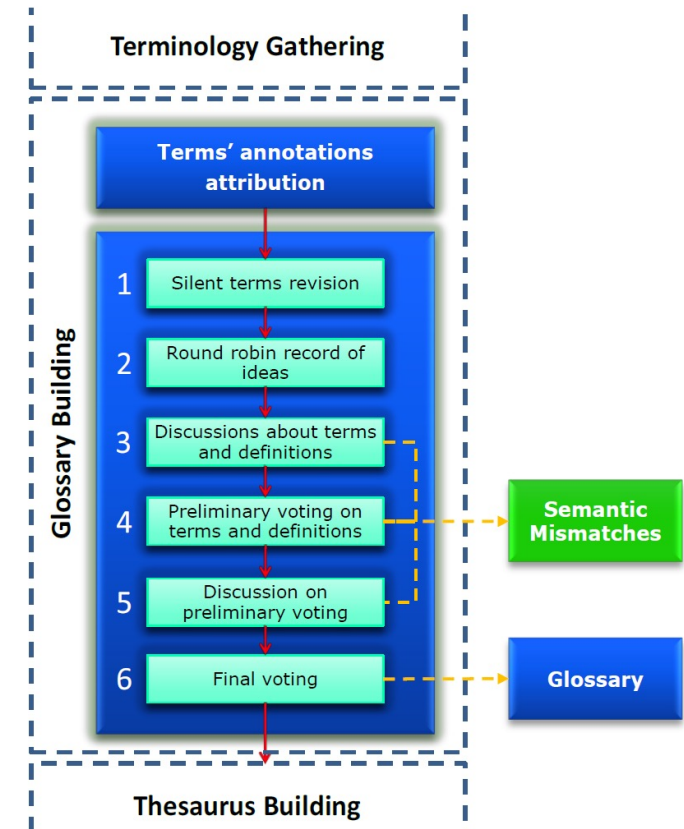 Terminology Gathering
Terms’ annotations
attribution
Glossary Building
1
Silent terms revision
2
Round robin record of
ideas
3
Discussions about terms
and definitions
4
Preliminary voting on
terms and definitions
Semantic
Mismatches
5
Discussion on
preliminary voting
6
Final voting
Glossary
Thesaurus Building